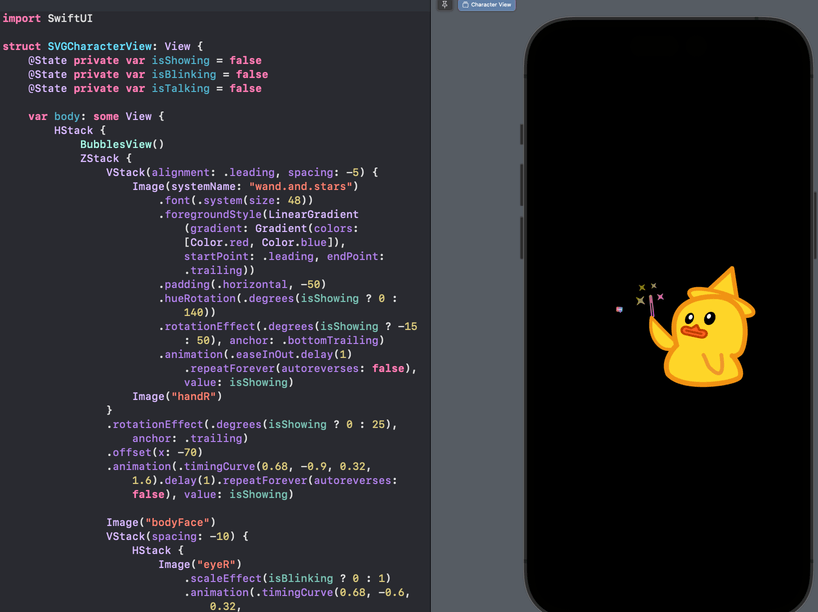 import SwiftUI
Character View
struct SVGCharacterView: View {
@State private var isShowing = false
@State private var isBlinking = false
@State private var isTalking = false
var body: some View {
HStack {
BubblesView()
ZStack {
VStack(alignment: .leading, spacing: -5) {
Image(systemName: "wand.and.stars")
.font(.system(size: 48))
.foregroundStyle(LinearGradient
(gradient: Gradient(colors:
[Color.red, Color.blue]),
startPoint: .leading, endPoint:
.trailing))
.padding(.horizontal, -50)
.hueRotation(.degrees(isShowing ? 0 :
140))
.rotationEffect(.degrees(isShowing ? -15
: 50), anchor: .bottomTrailing)
.animation(.easeInOut.delay(1)
.repeatForever(autoreverses: false),
value: isShowing)
Image("handR")
}
.rotationEffect(.degrees(isShowing ? 0 : 25),
anchor: .trailing)
.offset(x: -70)
.animation(.timingCurve(0.68, -0.9, 0.32,
1.6).delay(1).repeatForever(autoreverses:
false), value: isShowing)
Image("bodyFace")
VStack(spacing: -10) {
HStack {
Image("eyeR")
.scaleEffect(isBlinking ? 0 : 1)
.animation(.timingCurve(0.68, -0.6,
0.32,